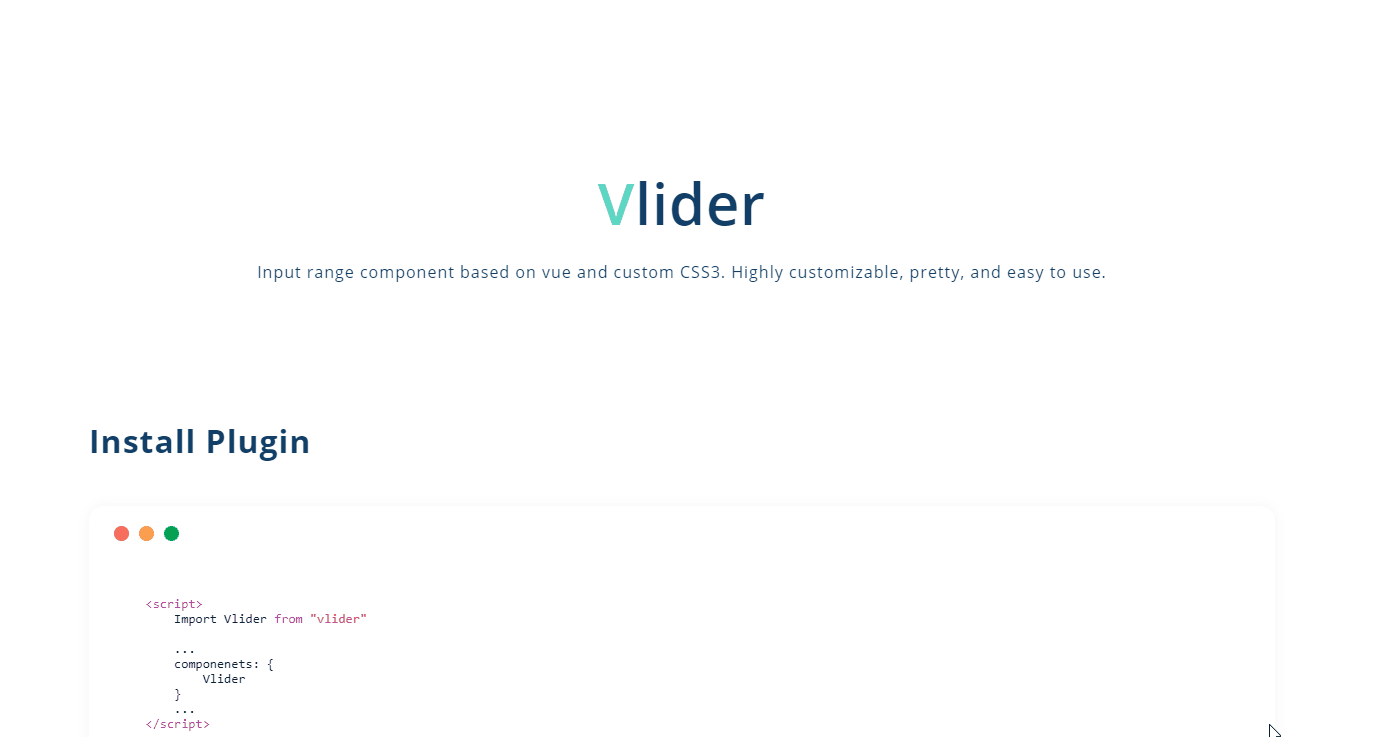 Vlider
Input range component based on vue and custom CSS3. Highly customizable, pretty, and easy to use.
Install Plugin
<script>
Import Vlider from "vlider"
...
componenets: {
Vlider
}
...
</script>